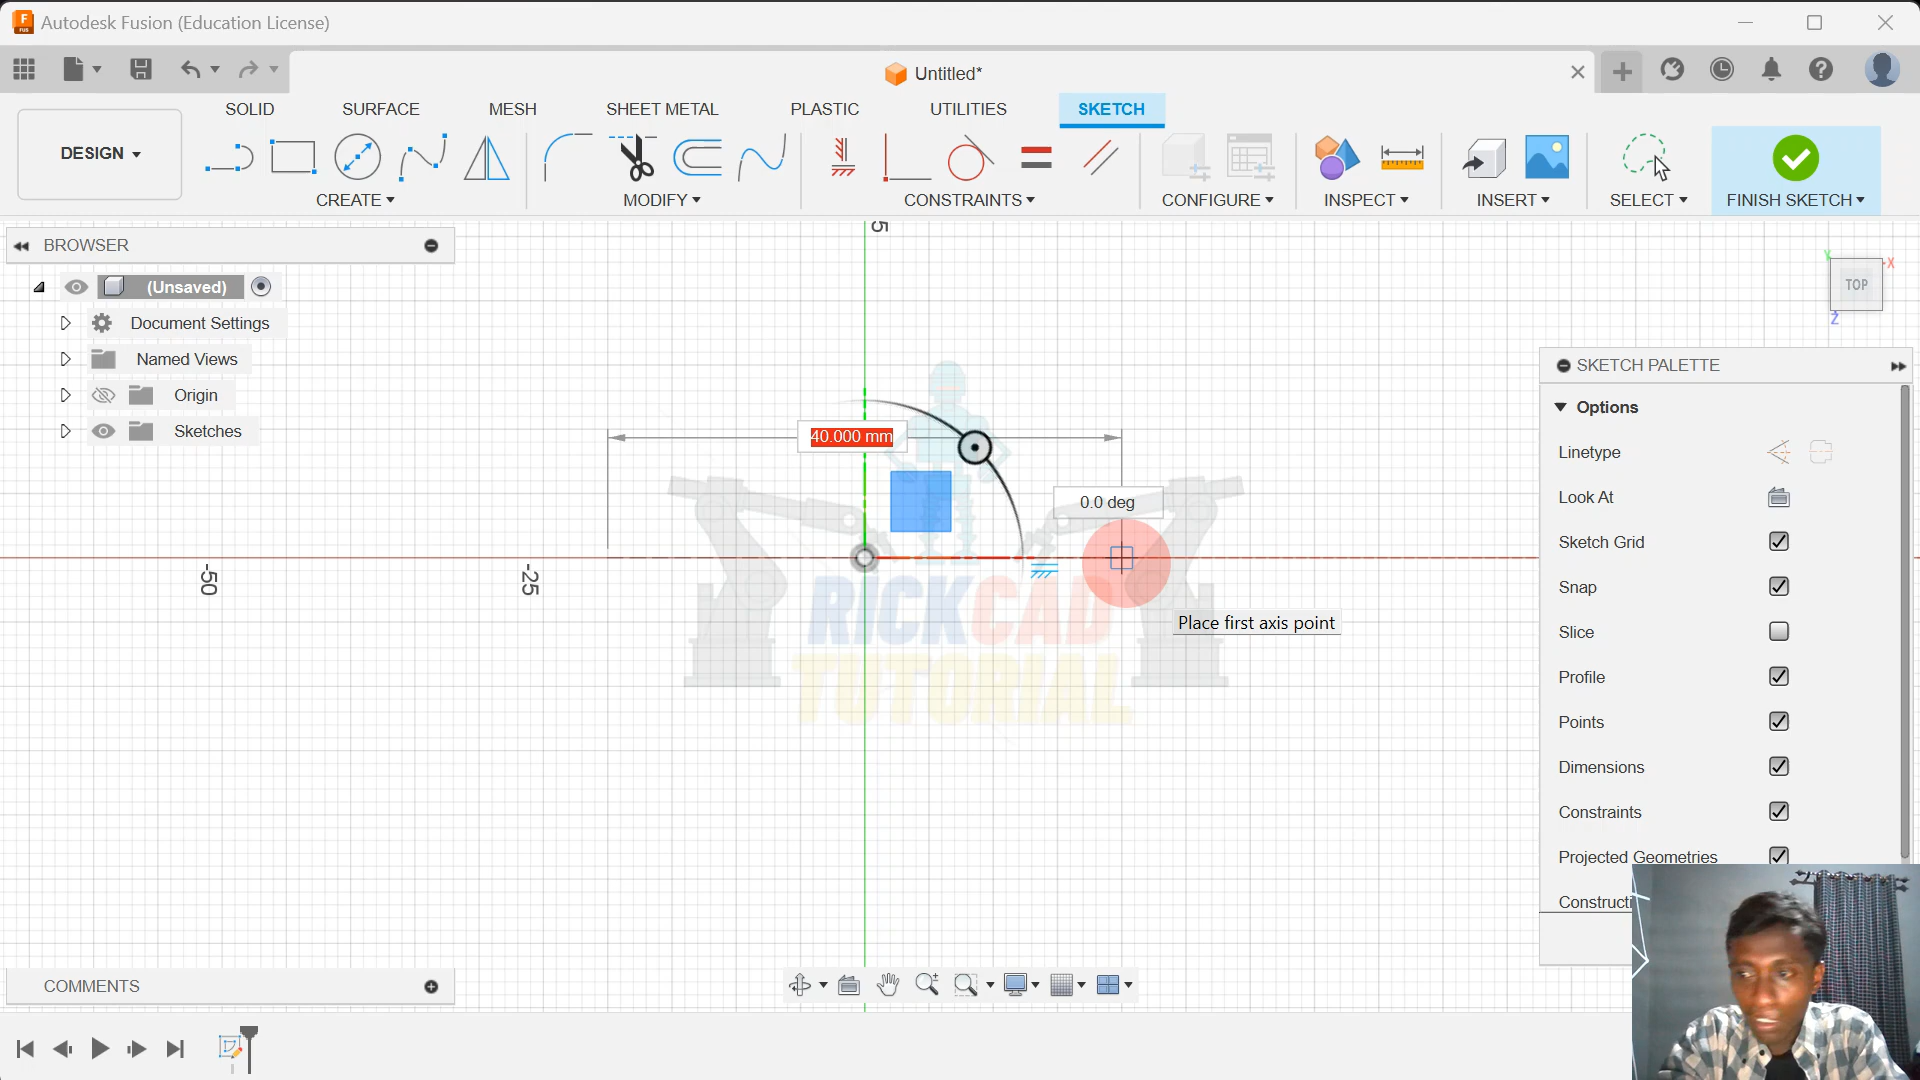 Autodesk Fusion (Education License)
Untitled*
SOLID
SURFACE
MESH
SHEET METAL
PLASTIC
UTILITIES
SKETCH
DESIGN
CREATE
MODIFY
CONSTRAINTS
CONFIGURE
INSPECT
INSERT
SELECT
FINISH SKETCH
BROWSER
(Unsaved)
Document Settings
Named Views
Origin
Sketches
5
TOP
X
Y
Z
40.000 mm
0.0 deg
-50
-25
Place first axis point
RICKCAD
TUTORIAL
SKETCH PALETTE
Options
Linetype
Look At
Sketch Grid
Snap
Slice
Profile
Points
Dimensions
Constraints
Projected Geometries
Constructi
COMMENTS